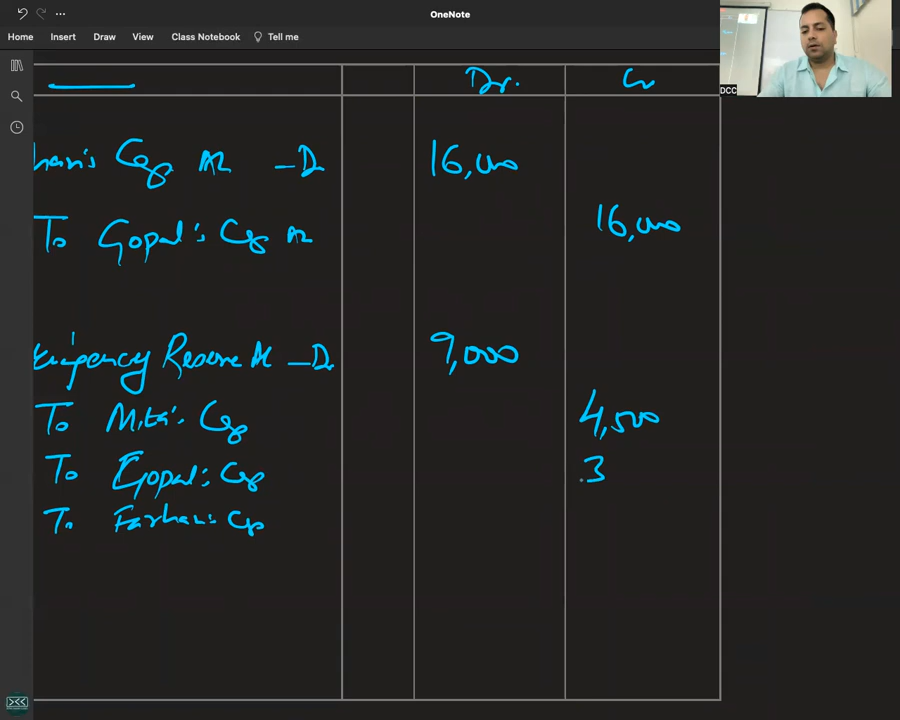 OneNote
Home Insert Draw View Class Notebook Tell me
DCC
Dr. Cr
han's Cap A/c –Dr 16,000
To Gopal's Cap A/c 16,000
Reserve A/c –Dr 9,000
To Mita's Cap 4,500
To Gopal's Cap 3
To Farhan's Cap